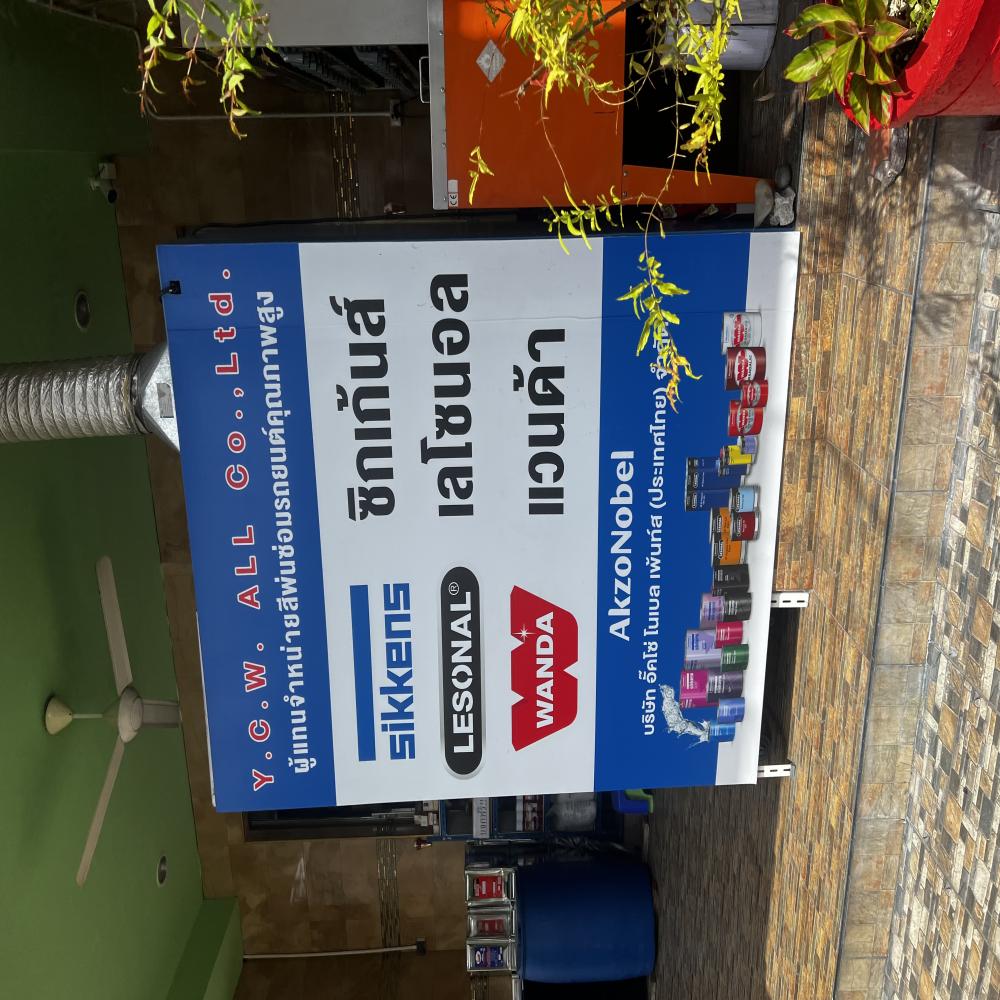 Y.C.W. ALL Co.,Ltd.
ผู้แทนจำหน่ายสีพ่นซ่อมรถยนต์คุณภาพสูง
sikkens ซิกเก้นส์
LESONAL® เลโซนอล
WANDA แวนด้า
AkzoNobel
บริษัท อั๊คโซ่ โนเบล เพ้นท์ส (ประเทศไทย)
CE